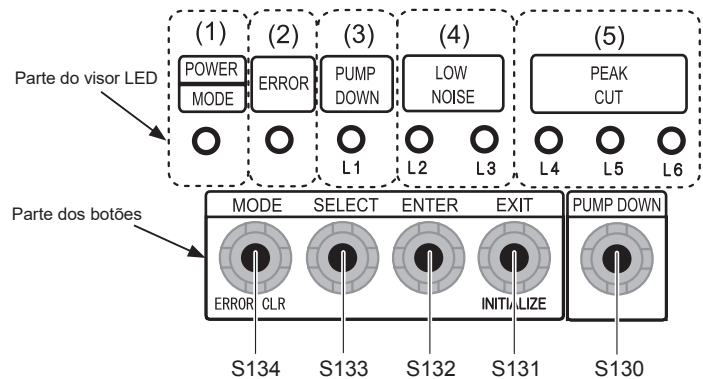 (1) (2) (3) (4) (5)
POWER
MODE
ERROR
PUMP
DOWN
LOW
NOISE
PEAK
CUT
Parte do visor LED
L1 L2 L3 L4 L5 L6
Parte dos botões
MODE SELECT ENTER EXIT PUMP DOWN
ERROR CLR INITIALIZE
S134 S133 S132 S131 S130